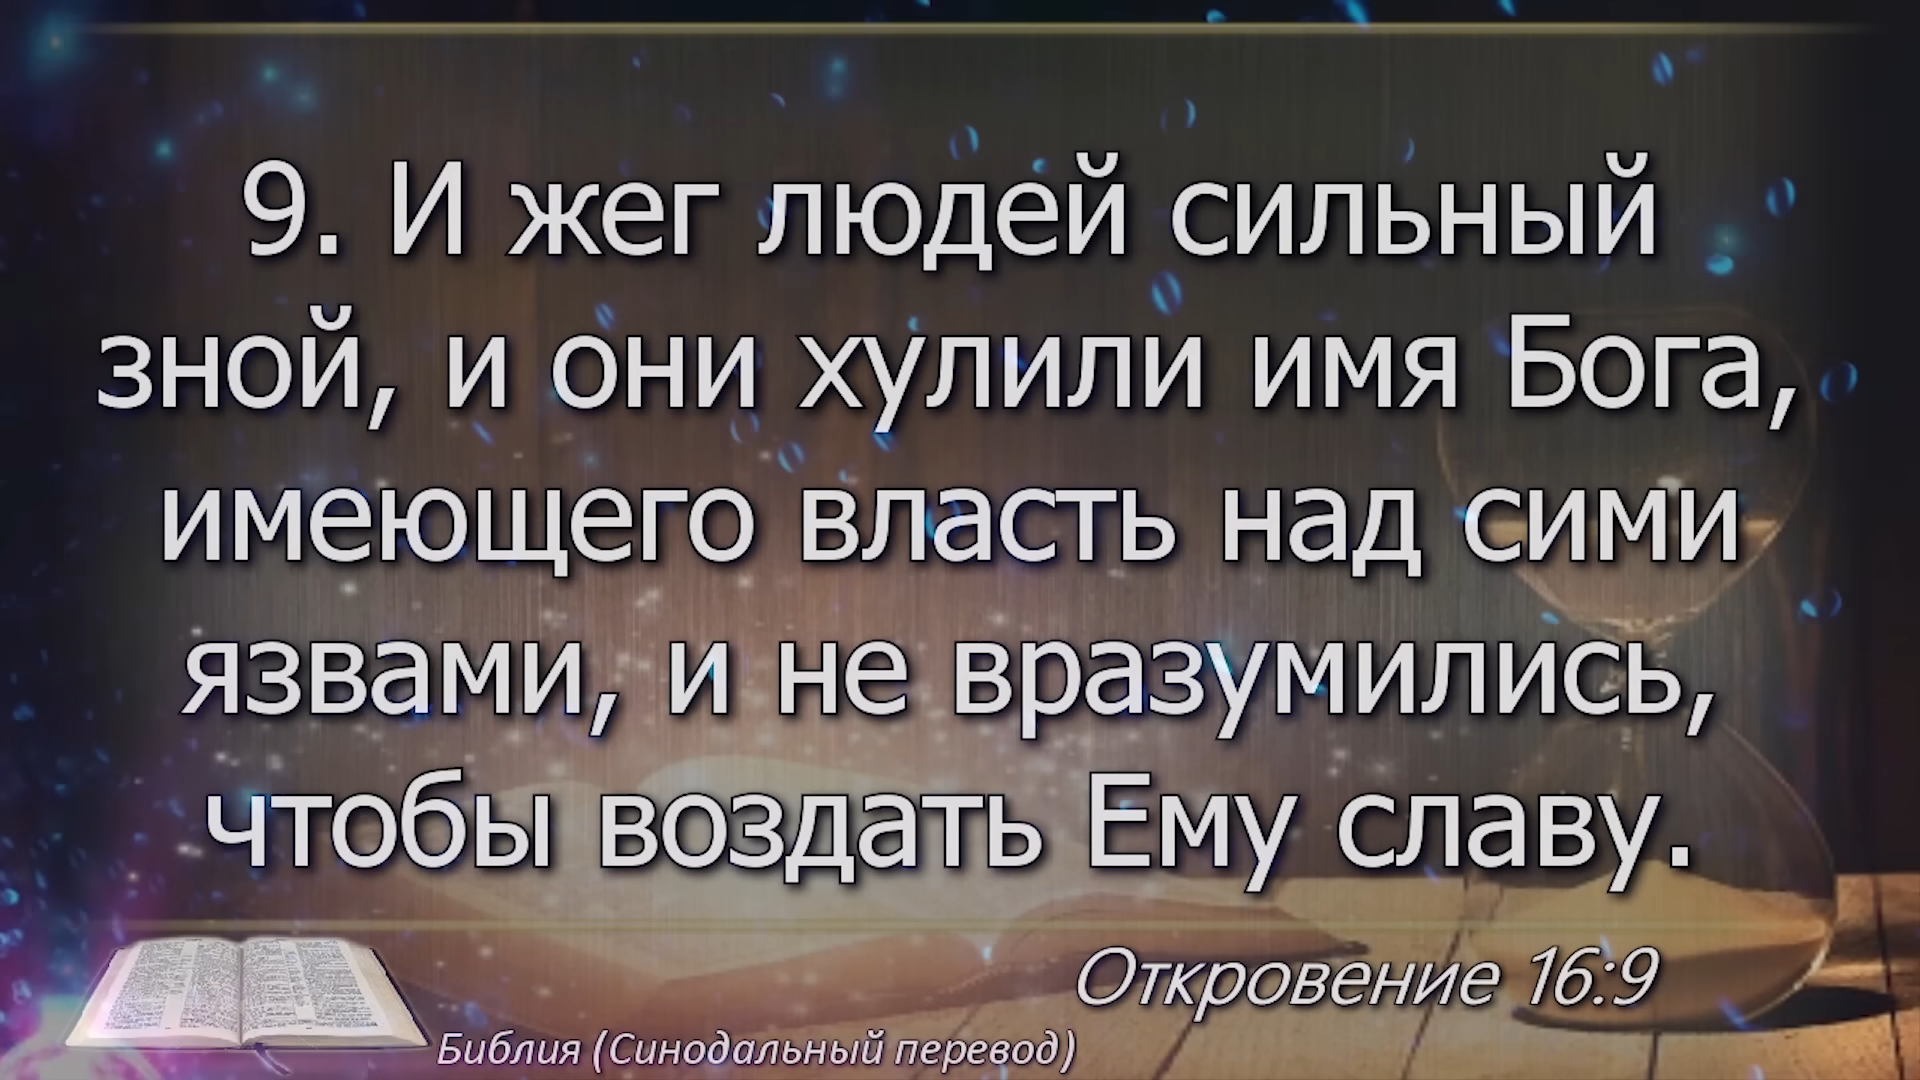 9. И жег людей сильный
зной, и они хулили имя Бога,
имеющего власть над сими
язвами, и не вразумились,
чтобы воздать Ему славу.
Откровение 16:9
Библия (Синодальный перевод)